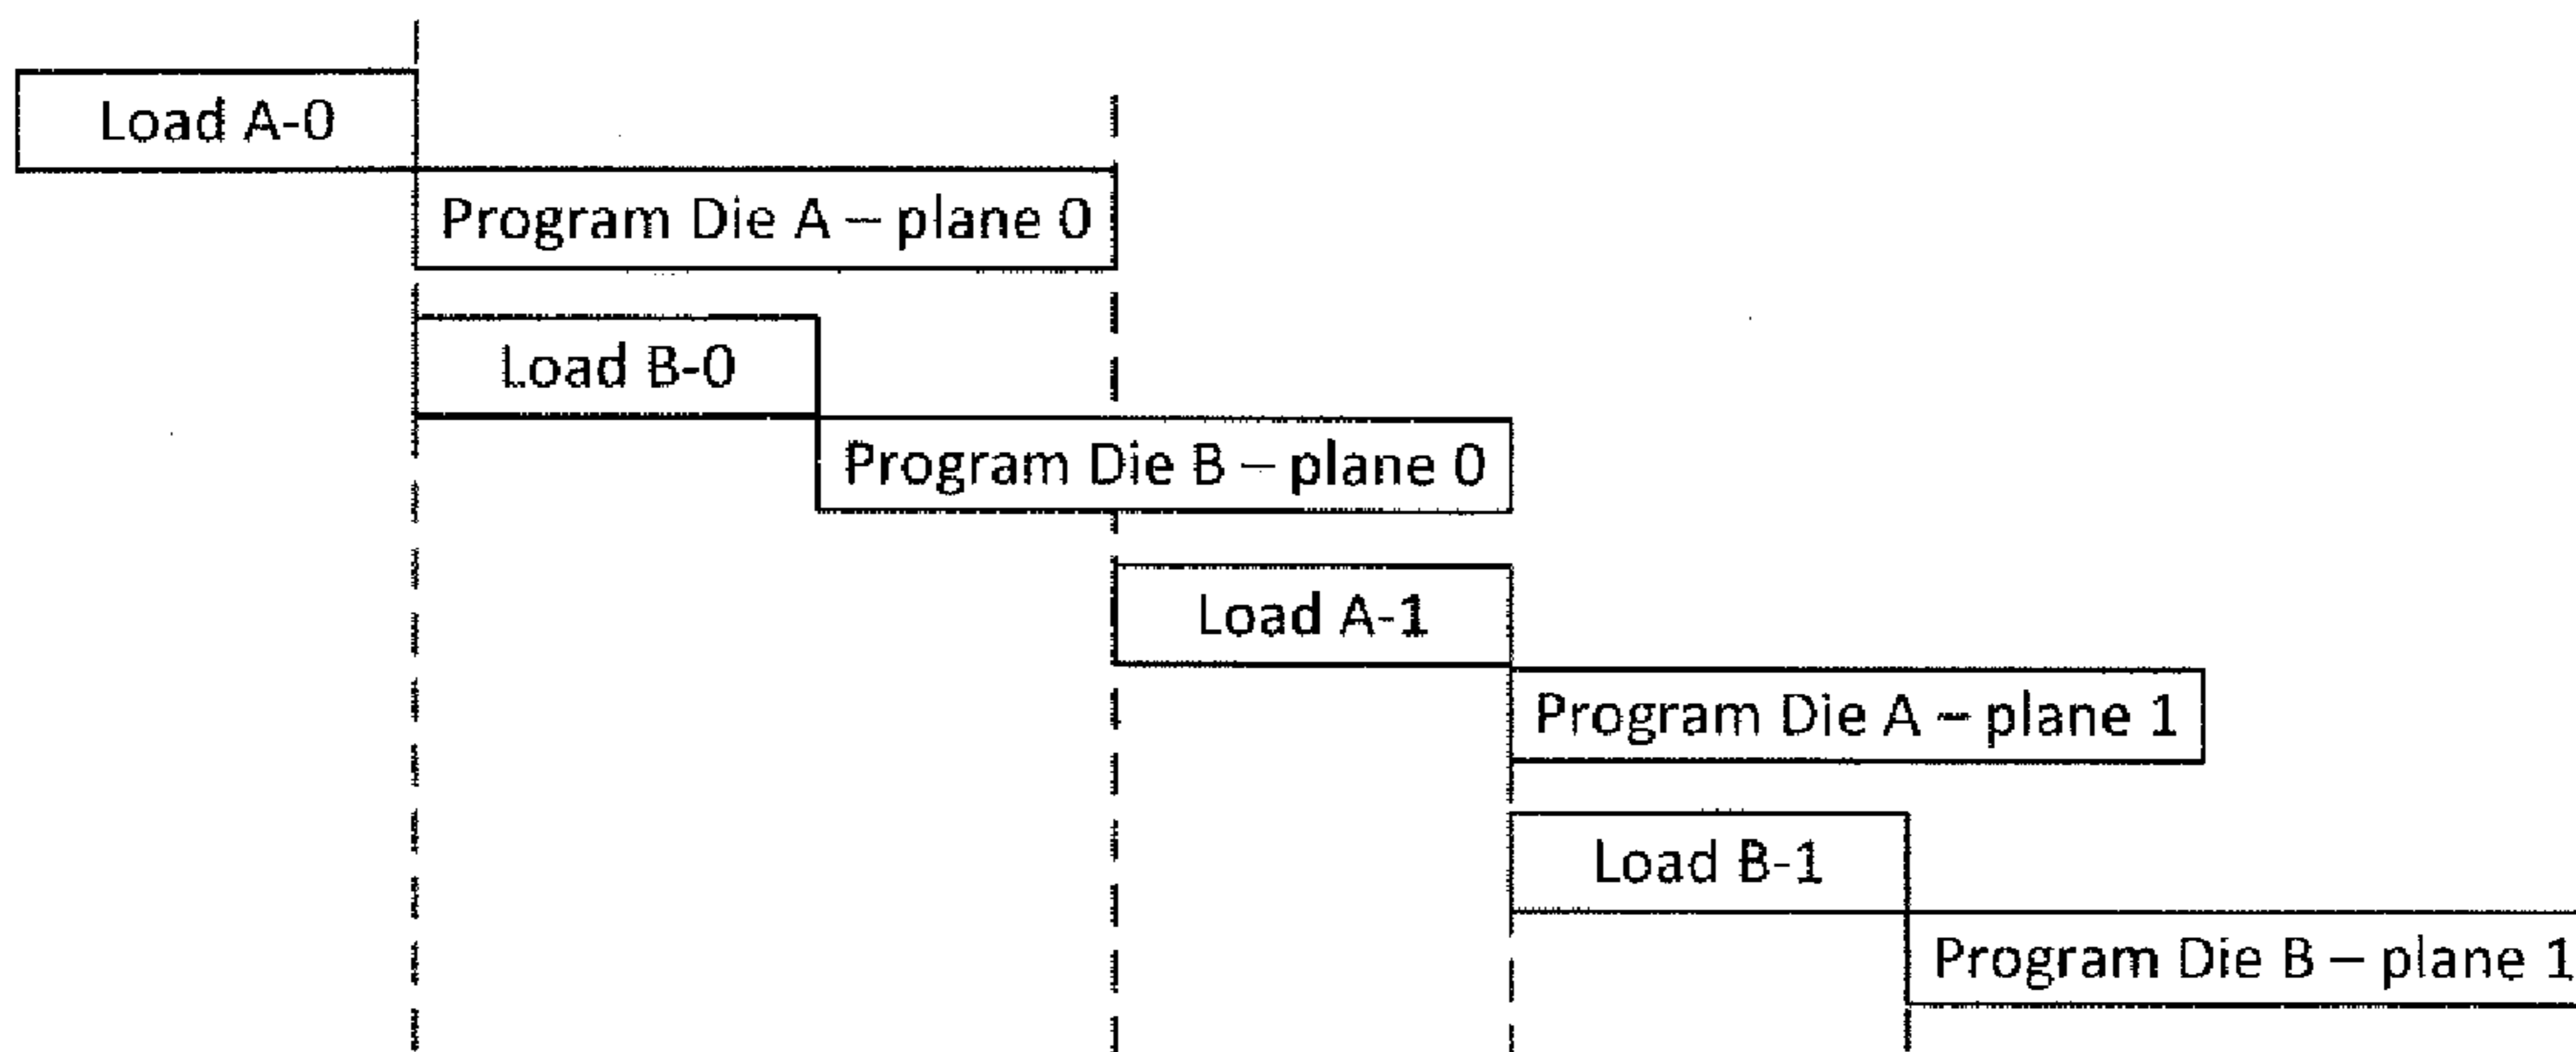 Load A-0
Program Die A – plane 0
Load B-0
Program Die B – plane 0
Load A-1
Program Die A – plane 1
Load B-1
Program Die B – plane 1